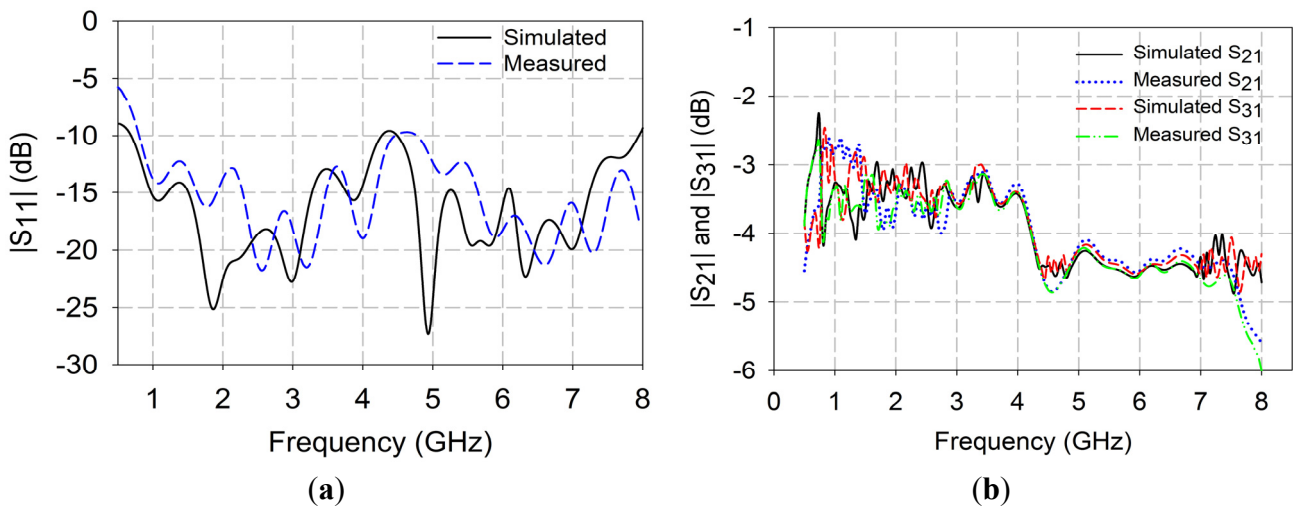 0
-5
-10
-15
-20
-25
-30
|S11| (dB)
Simulated
Measured
1 2 3 4 5 6 7 8
Frequency (GHz)
(a)
-1
-2
-3
-4
-5
-6
|S21| and |S31| (dB)
Simulated S21
Measured S21
Simulated S31
Measured S31
0 1 2 3 4 5 6 7 8
Frequency (GHz)
(b)